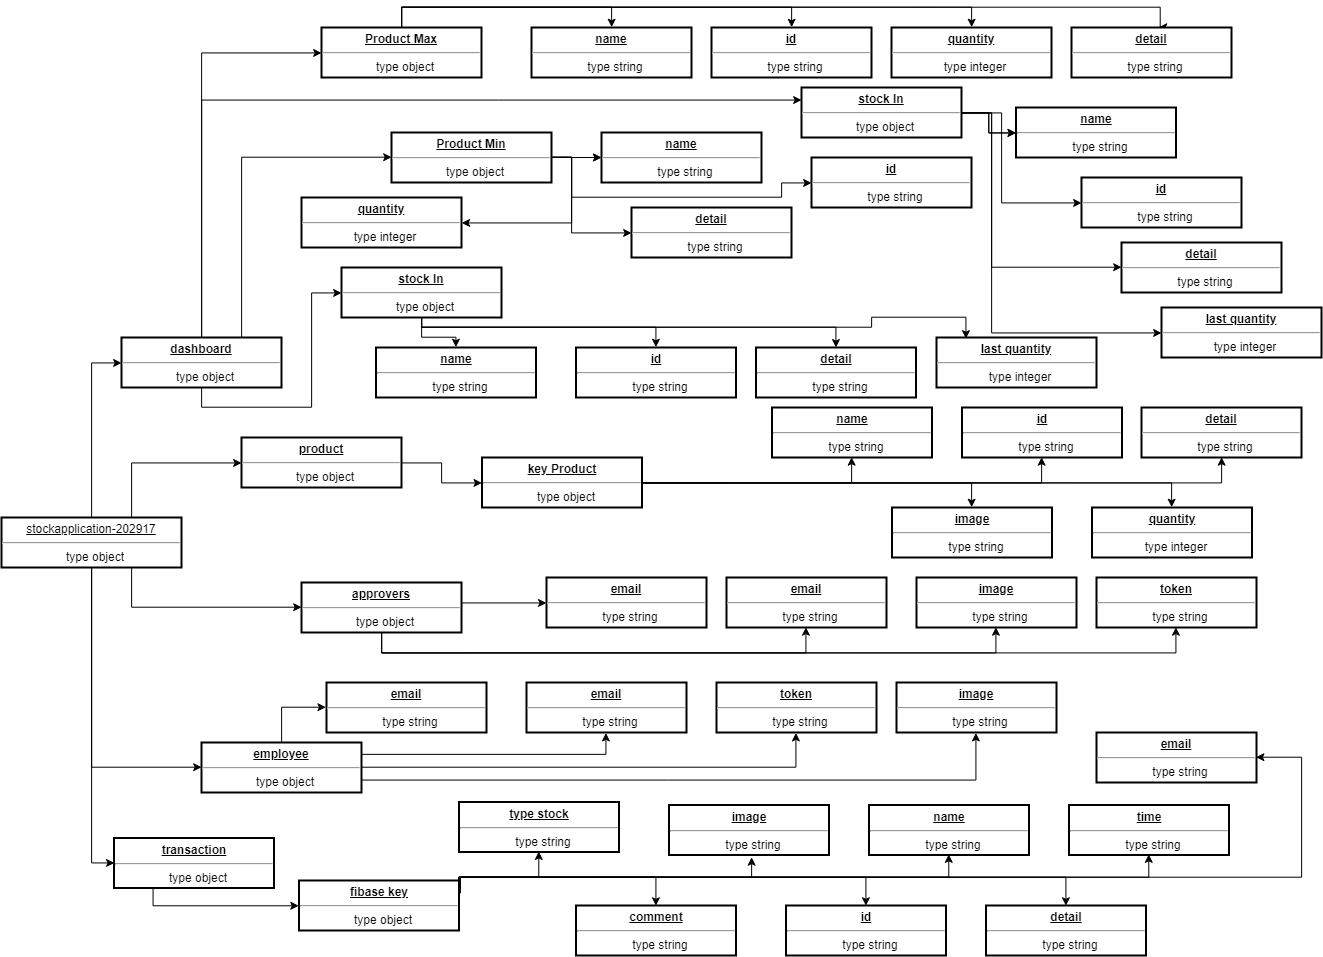 Product Max
type object
name
type string
id
type string
quantity
type integer
detail
type string
stock In
type object
name
type string
Product Min
type object
name
type string
id
type string
id
type string
quantity
type integer
detail
type string
detail
type string
stock In
type object
last quantity
type integer
dashboard
type object
name
type string
id
type string
detail
type string
last quantity
type integer
name
type string
id
type string
detail
type string
product
type object
key Product
type object
image
type string
quantity
type integer
stockapplication-202917
type object
approvers
type object
email
type string
email
type string
image
type string
token
type string
email
type string
email
type string
token
type string
image
type string
employee
type object
email
type string
type stock
type string
image
type string
name
type string
time
type string
transaction
type object
fibase key
type object
comment
type string
id
type string
detail
type string